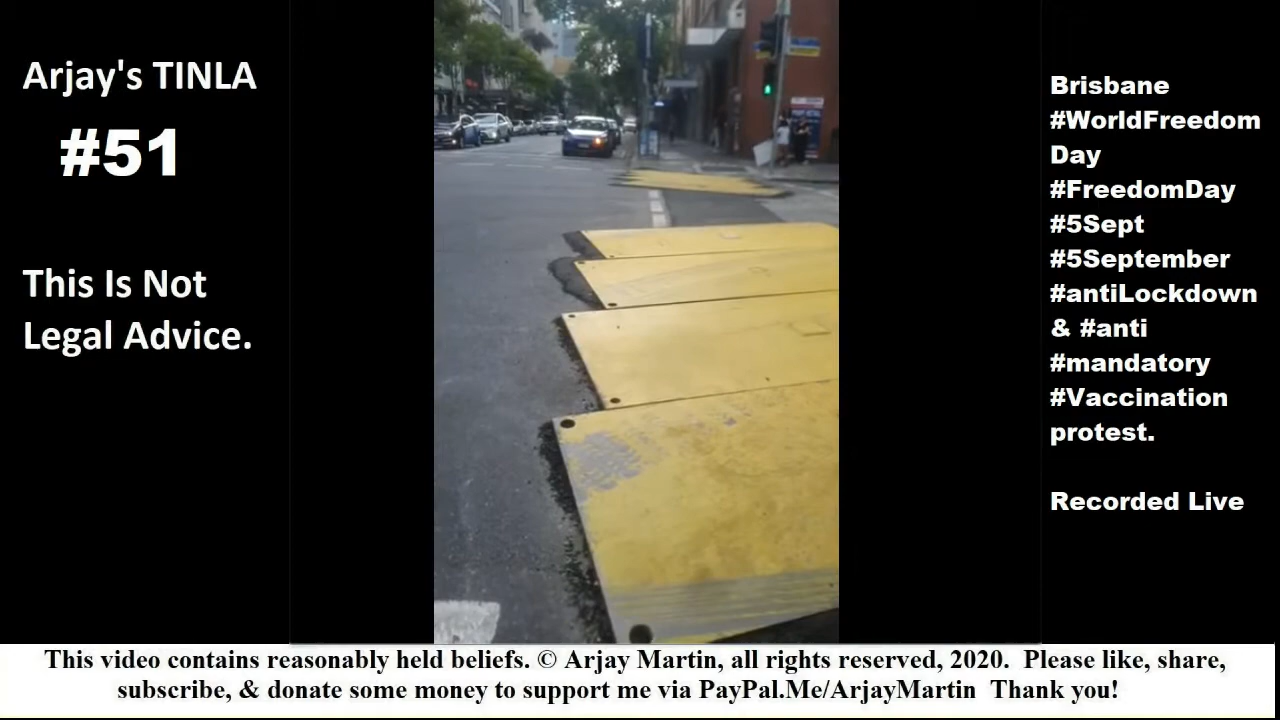 Arjay's TINLA
#51
This Is Not
Legal Advice.
Brisbane
#WorldFreedom
Day
#FreedomDay
#5Sept
#5September
#antiLockdown
& #anti
#mandatory
#Vaccination
protest.
Recorded Live
This video contains reasonably held beliefs. © Arjay Martin, all rights reserved, 2020.  Please like, share,
subscribe, & donate some money to support me via PayPal.Me/ArjayMartin  Thank you!